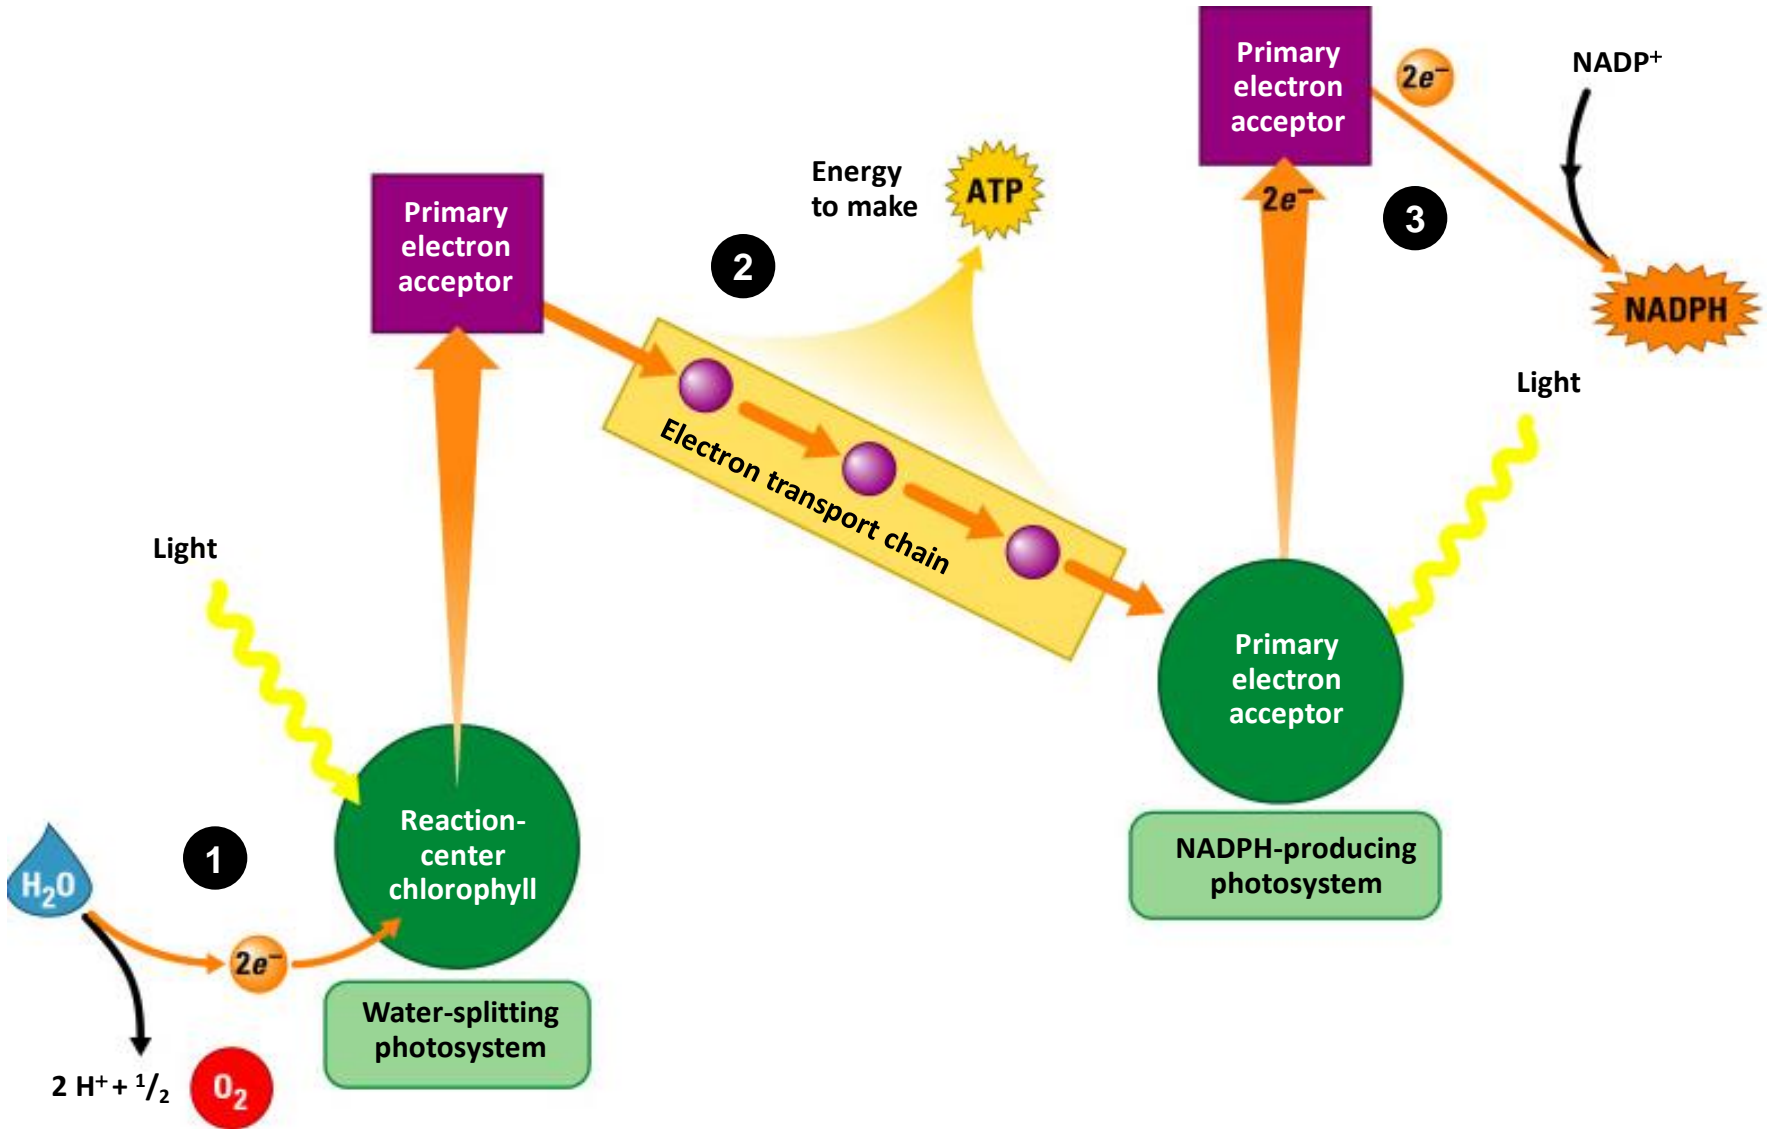 Primary
electron
acceptor
2e⁻
NADP⁺
Energy
to make
ATP
Primary
electron
acceptor
2
2e⁻
3
NADPH
Light
Electron transport chain
Light
Primary
electron
acceptor
1
Reaction-
center
chlorophyll
H₂O
NADPH-producing
photosystem
2e⁻
Water-splitting
photosystem
2 H⁺ + ¹/₂ O₂